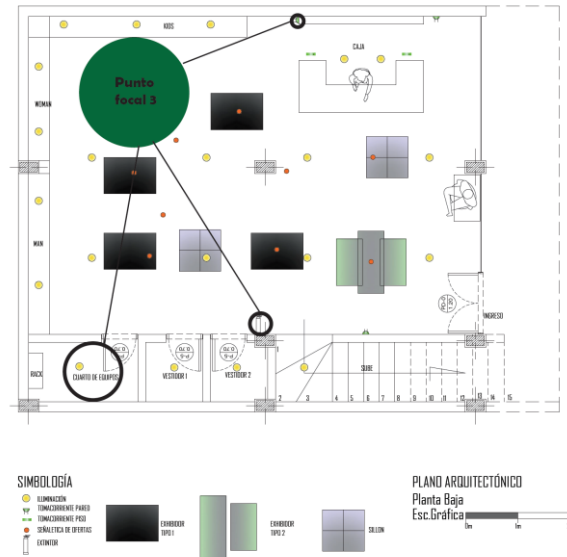 KIDS
CAJA
Punto
focal 3
WOMAN
MAN
INGRESO
RACK
CUARTO DE EQUIPOS
VESTIDOR 1
VESTIDOR 2
SUBE
1
2 3 4 5 6 7 8 9 10 11 12 13 14 15
SIMBOLOGÍA
ILUMINACIÓN
TOMACORRIENTE PARED
TOMACORRIENTE PISO
SEÑALETICA DE OFERTAS
EXTINTOR
EXHIBIDOR
TIPO 1
EXHIBIDOR
TIPO 2
SILLON
PLANO ARQUITECTÓNICO
Planta Baja
Esc.Gráfica
0m 1m